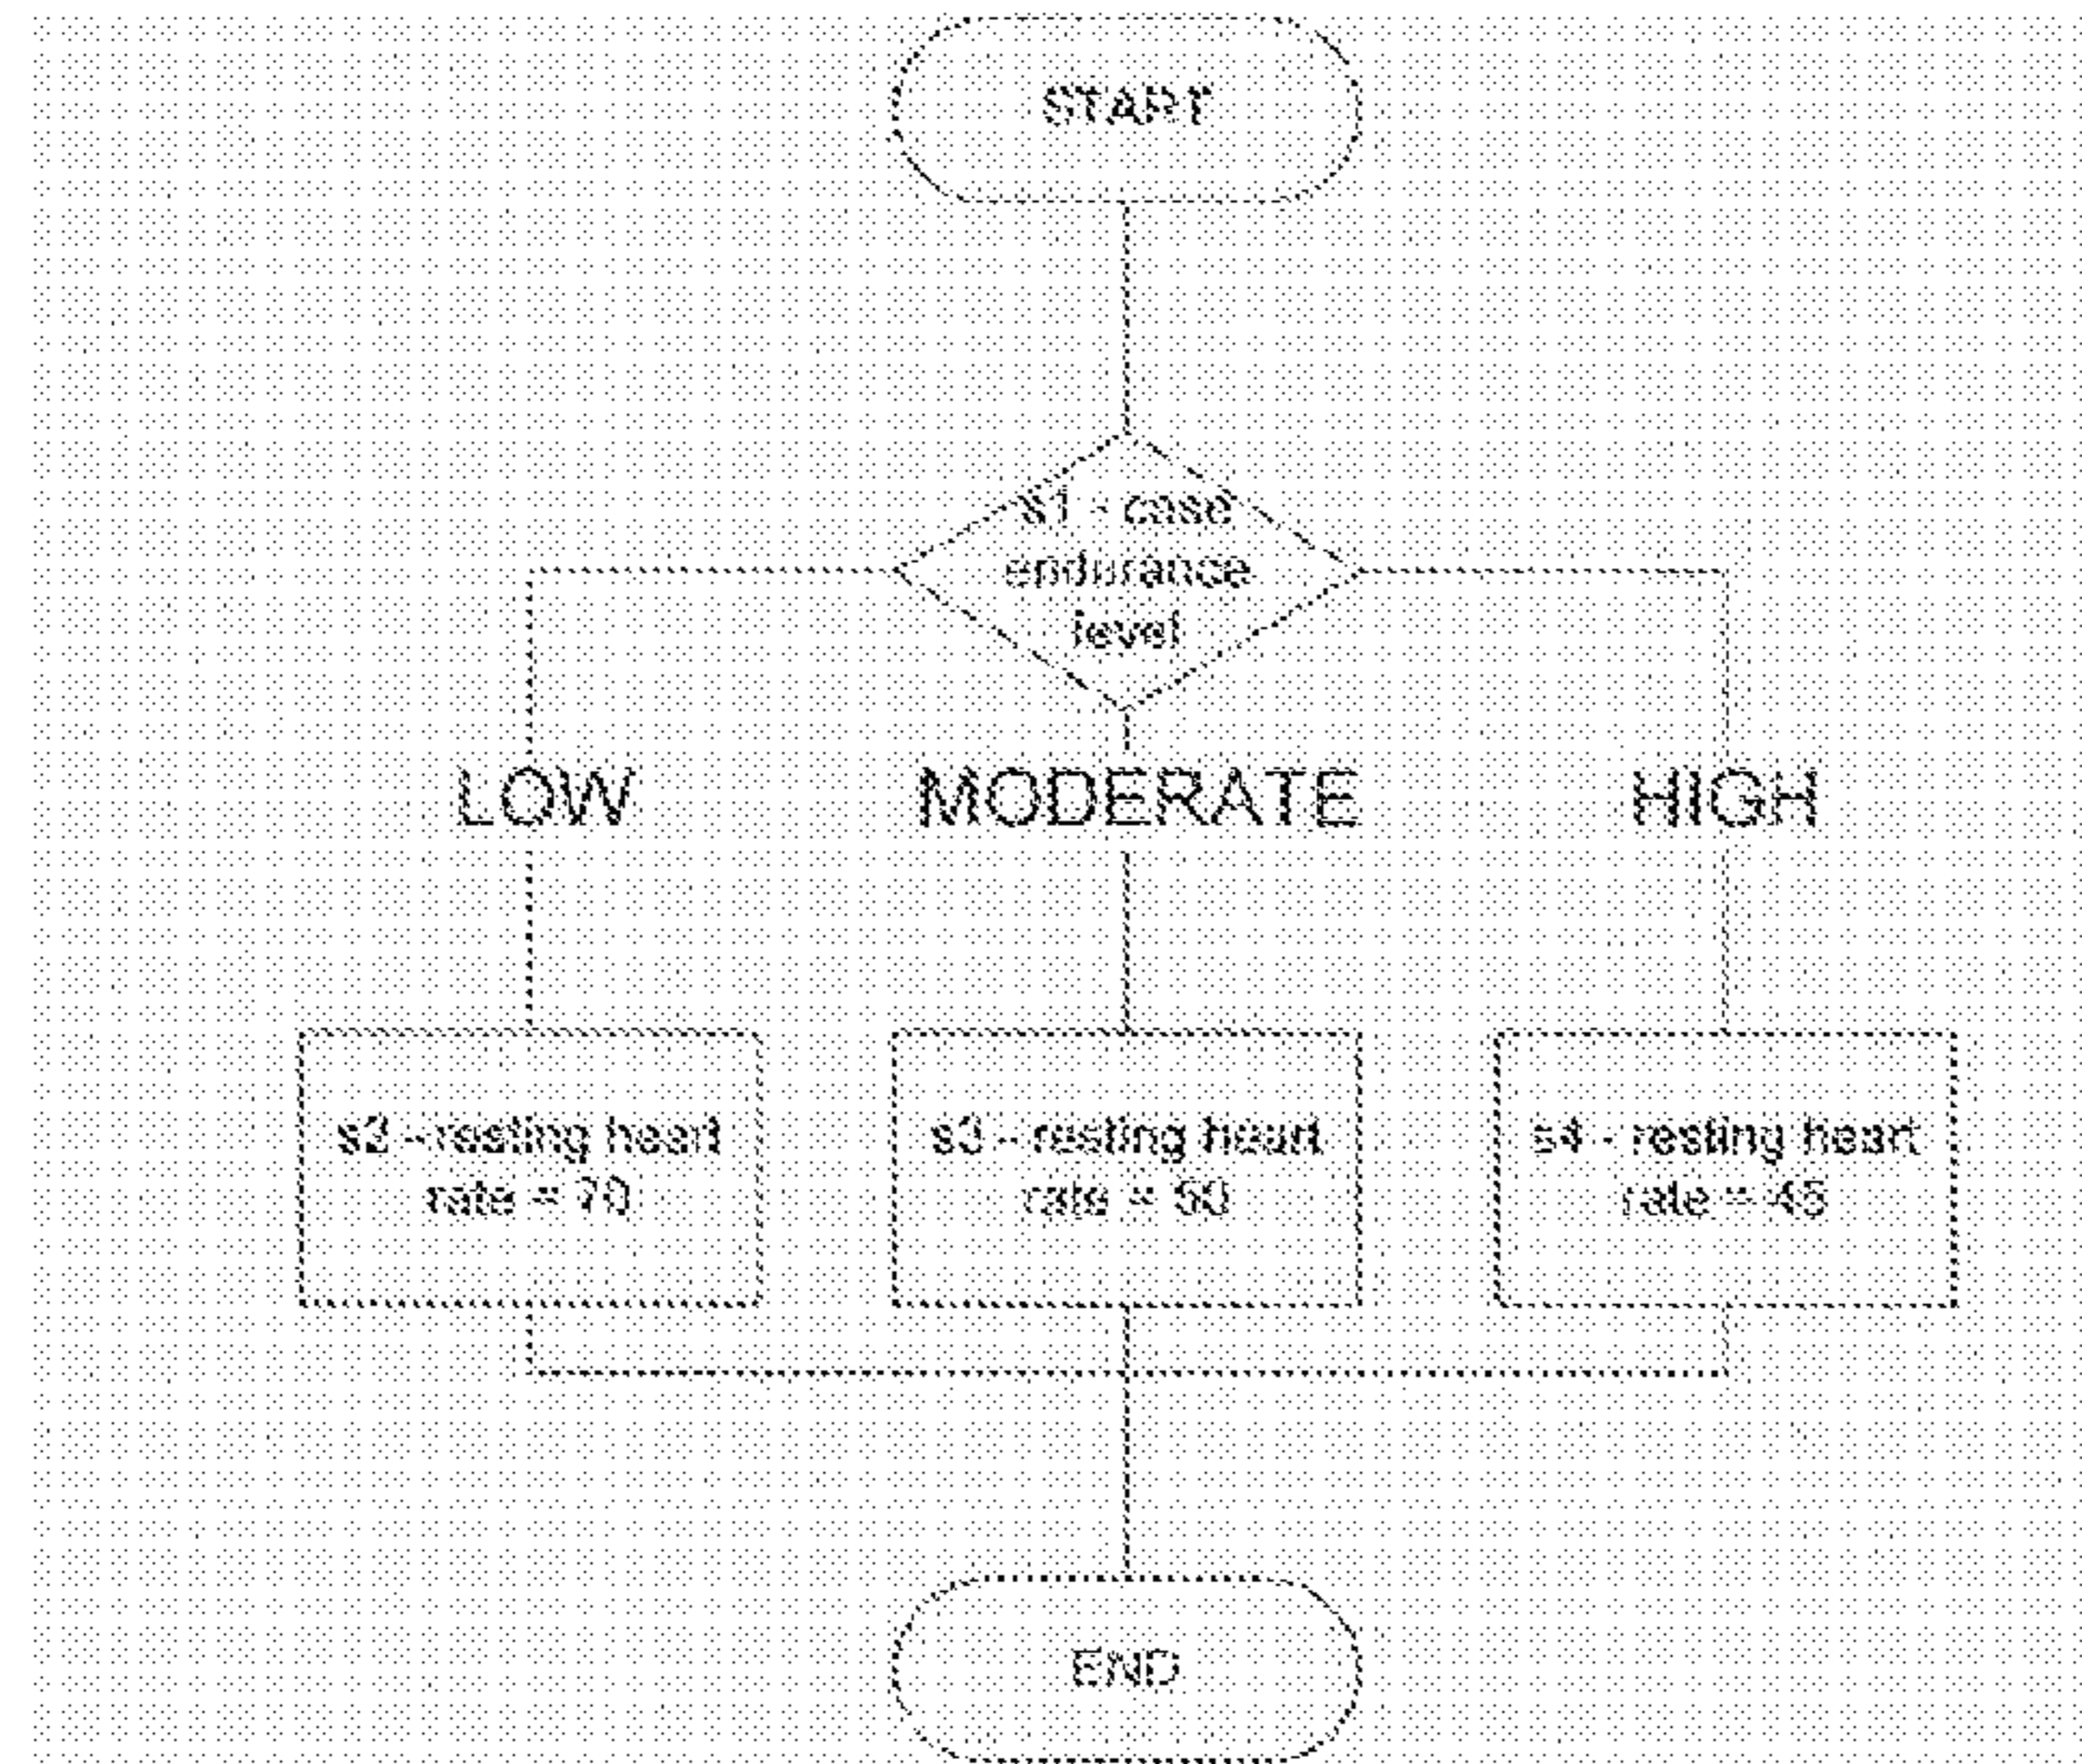 START
s1 - case
endurance
level
LOW
MODERATE
HIGH
s2 - resting heart
rate = 70
s3 - resting heart
rate = 50
s4 - resting heart
rate = 45
END